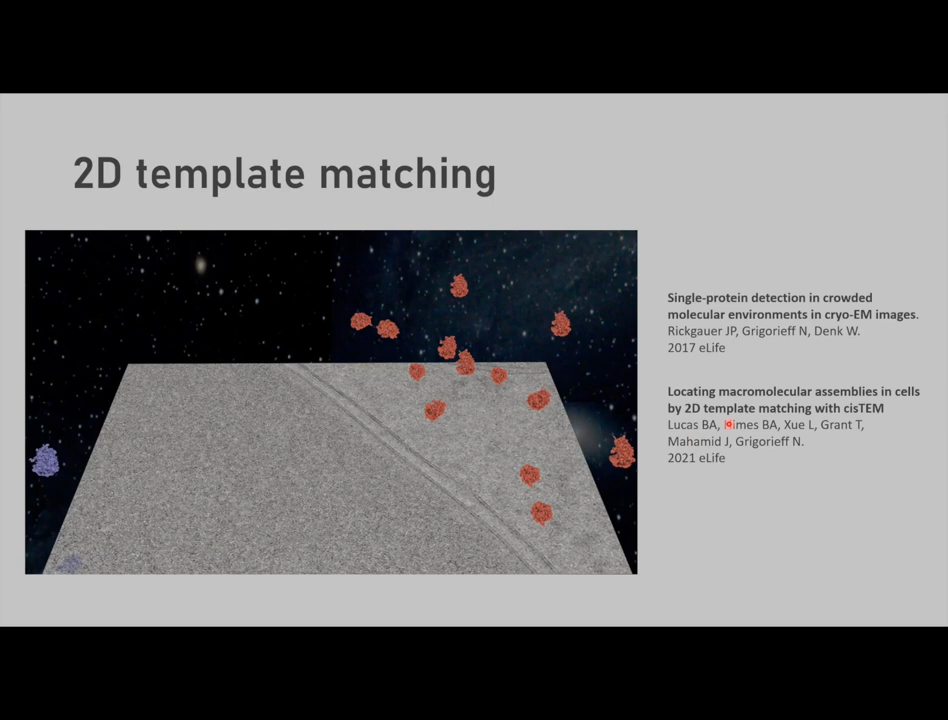 2D template matching
Single-protein detection in crowded
molecular environments in cryo-EM images.
Rickgauer JP, Grigorieff N, Denk W.
2017 eLife
Locating macromolecular assemblies in cells
by 2D template matching with cisTEM
Lucas BA, BA, Xue L, Grant T,
Mahamid J, Grigorieff N.
2021 eLife